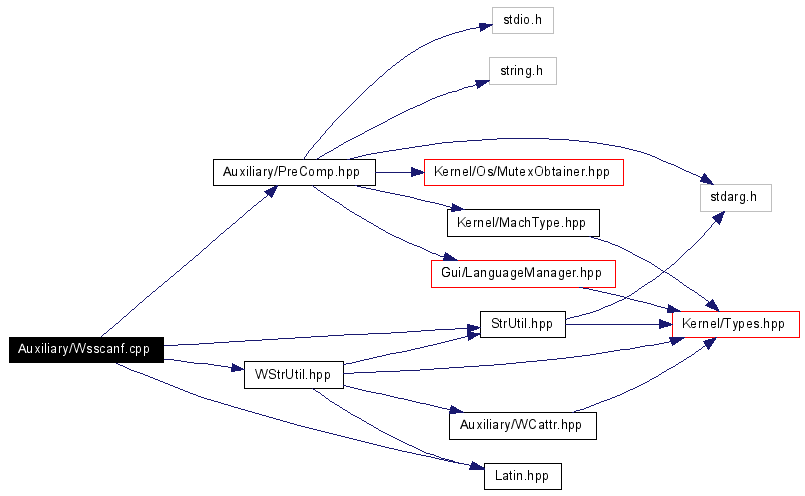 stdio.h
string.h
Auxiliary/PreComp.hpp
Kernel/Os/MutexObtainer.hpp
stdarg.h
Kernel/MachType.hpp
Gui/LanguageManager.hpp
StrUtil.hpp
Kernel/Types.hpp
Auxiliary/Wsscanf.cpp
WStrUtil.hpp
Auxiliary/WCattr.hpp
Latin.hpp